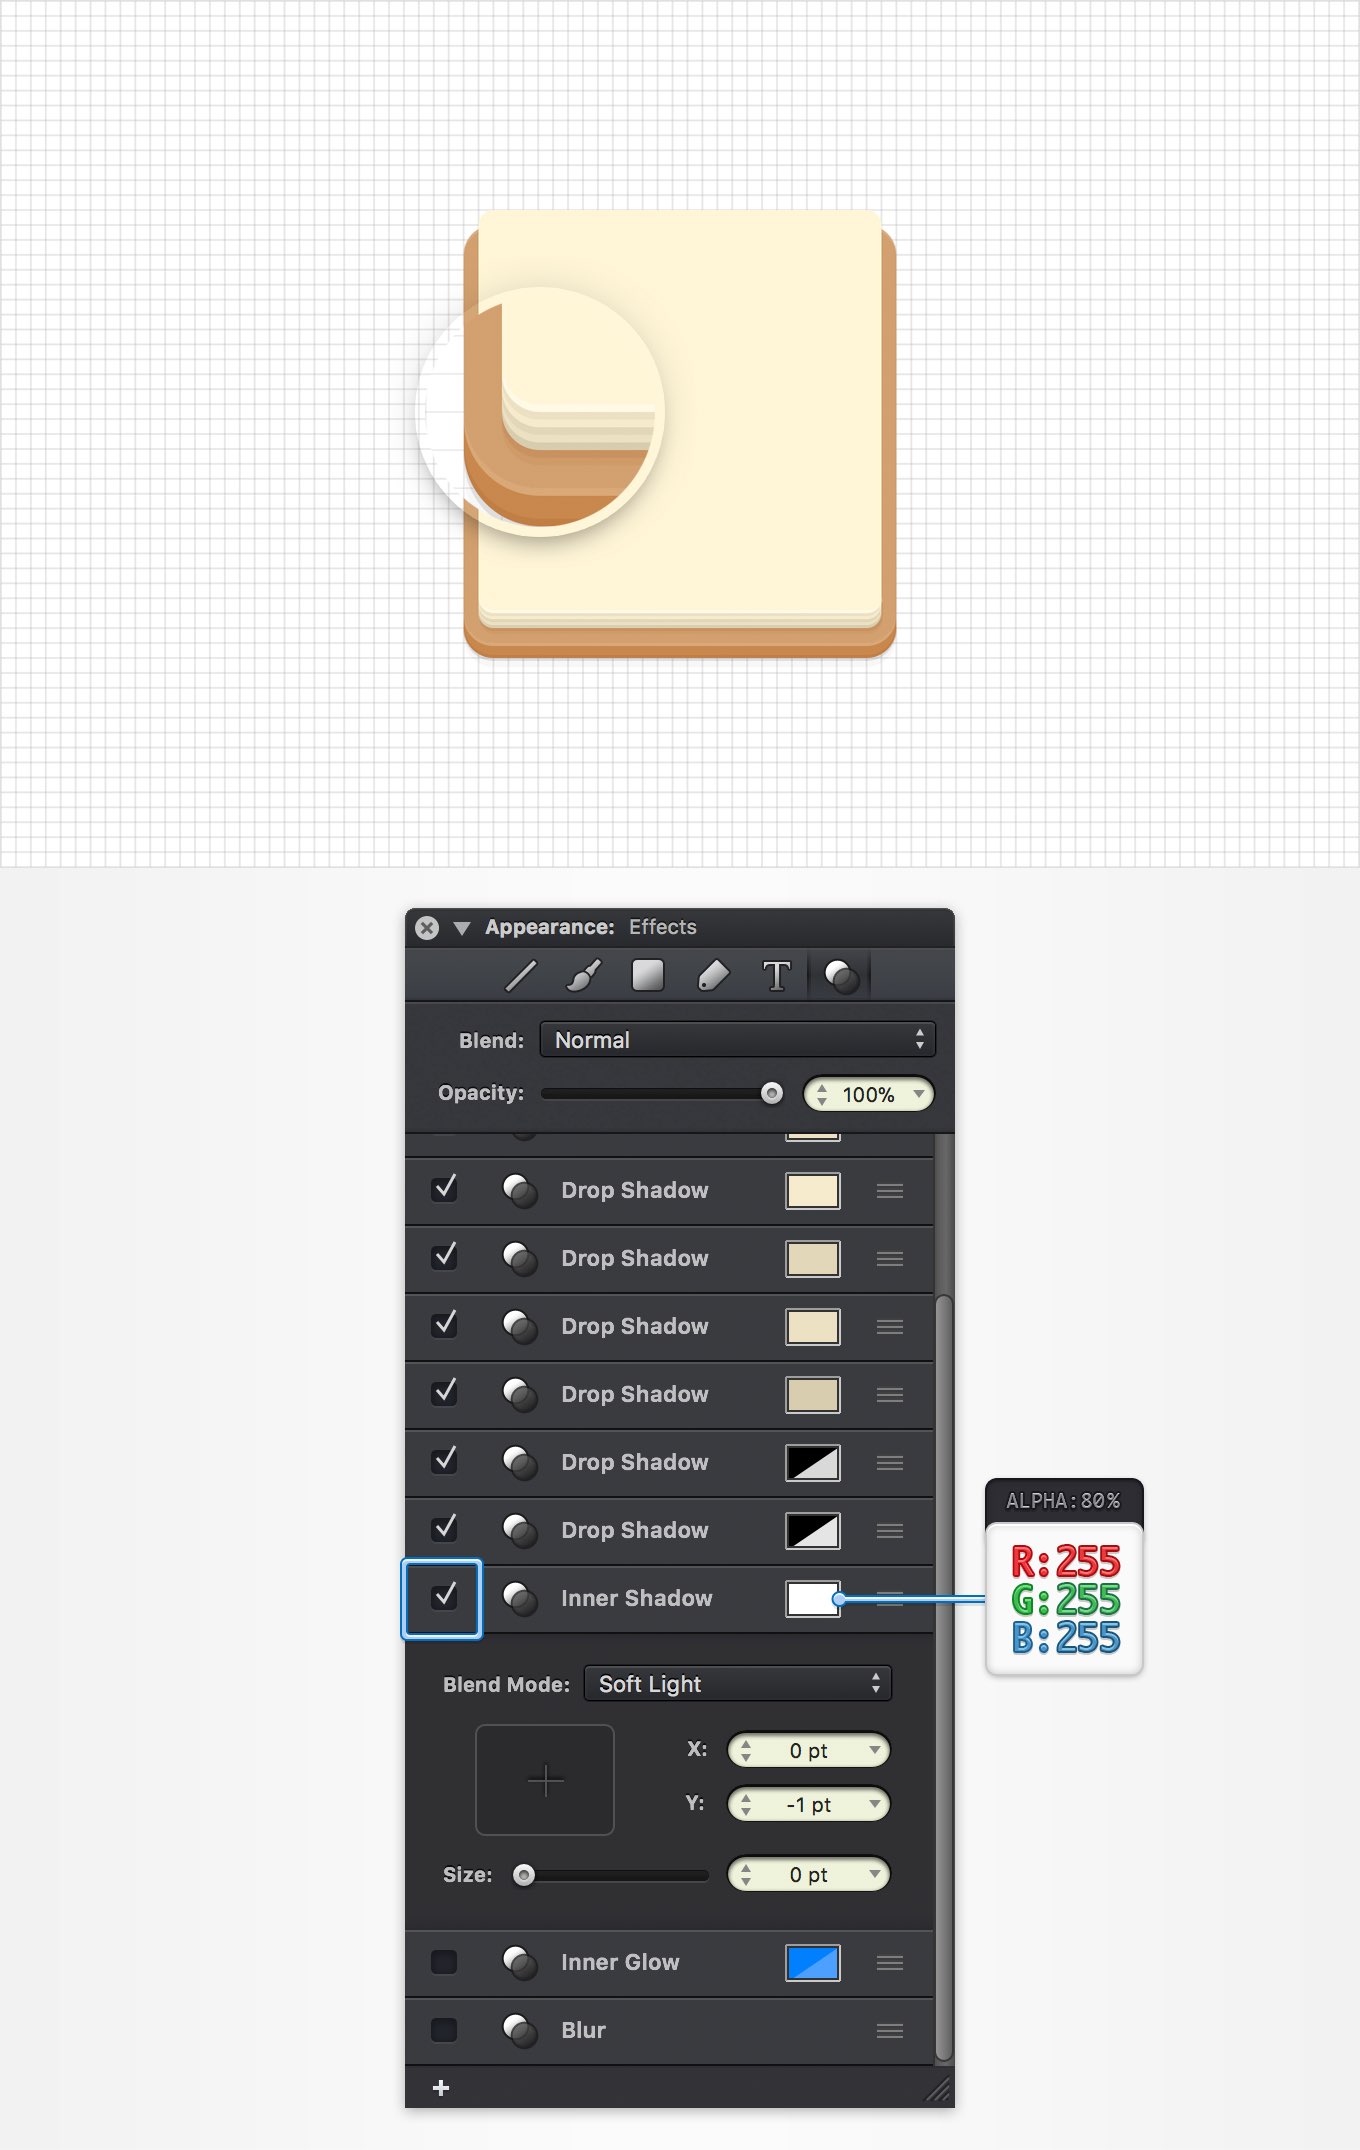 Appearance: Effects
T
Blend: Normal
Opacity: 100%
Drop Shadow
Drop Shadow
Drop Shadow
Drop Shadow
Drop Shadow
Drop Shadow
Inner Shadow
ALPHA:80%
R:255
G:255
B:255
Blend Mode: Soft Light
X: 0 pt
Y: -1 pt
Size: 0 pt
Inner Glow
Blur